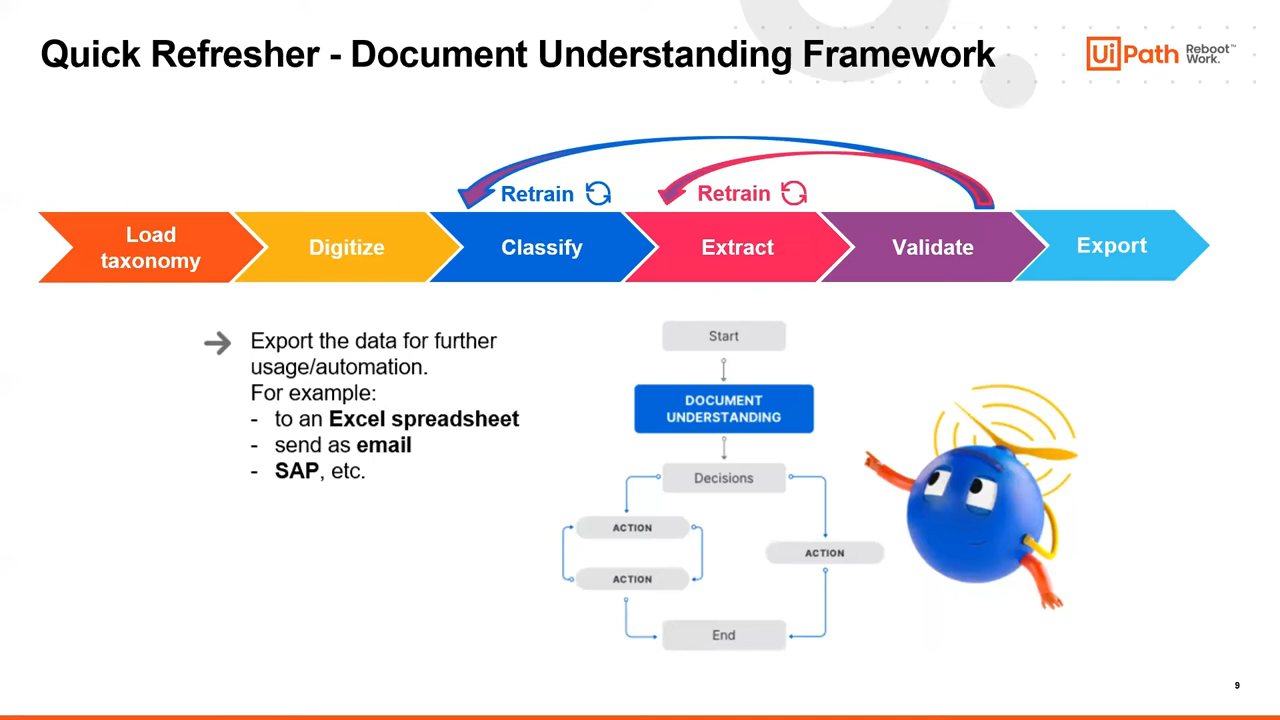 Quick Refresher - Document Understanding Framework
UiPath Reboot™
Work.
Retrain
Retrain
Load
taxonomy
Digitize
Classify
Extract
Validate
Export
Export the data for further
usage/automation.
For example:
- to an Excel spreadsheet
- send as email
- SAP, etc.
Start
DOCUMENT
UNDERSTANDING
Decisions
ACTION
ACTION
ACTION
End
9